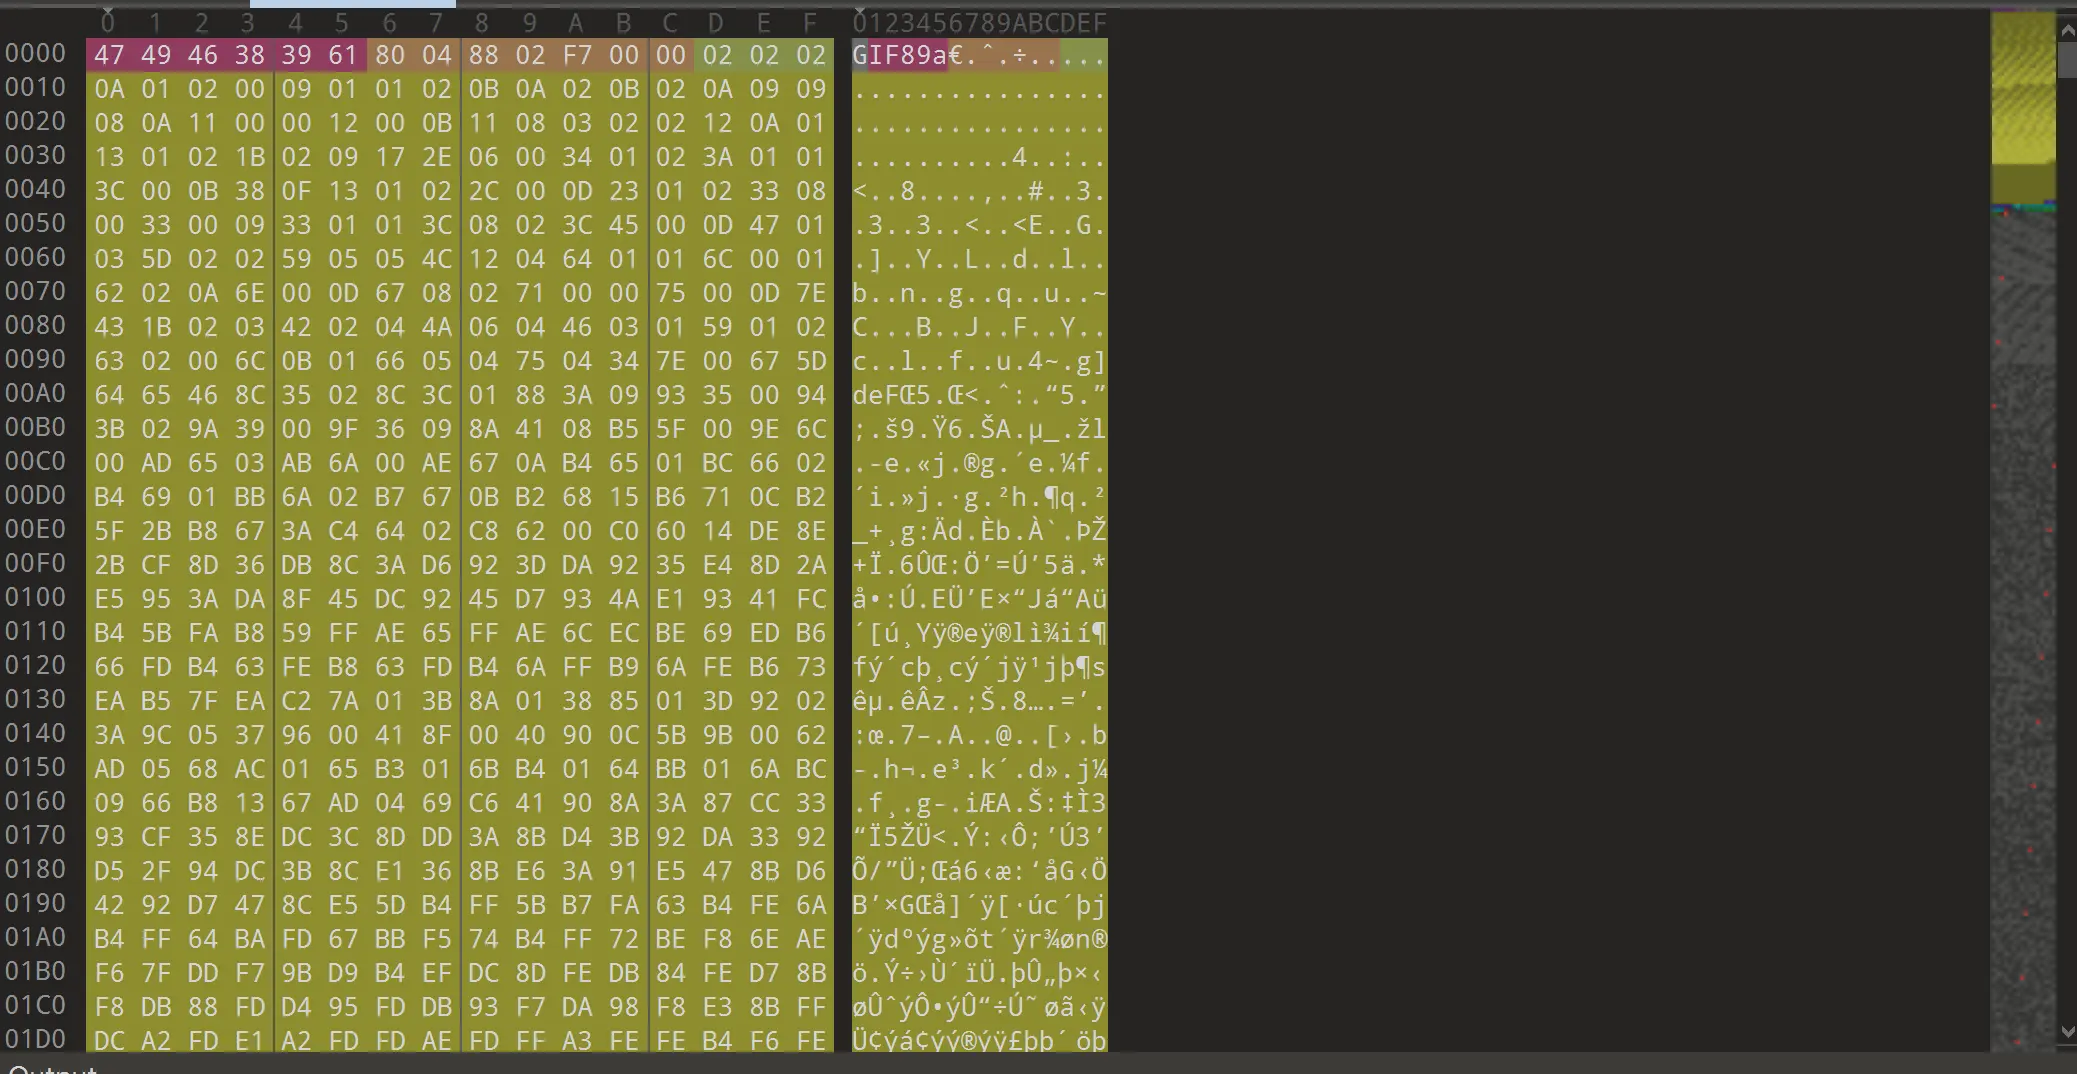 0 1 2 3 4 5 6 7 8 9 A B C D E F 0123456789ABCDEF
0000 47 49 46 38 39 61 80 04 88 02 F7 00 00 02 02 02 GIF89a€.ˆ.÷.....
0010 0A 01 02 00 09 01 01 02 0B 0A 02 0B 02 0A 09 09 ................
0020 08 0A 11 00 00 12 00 0B 11 08 03 02 02 12 0A 01 ................
0030 13 01 02 1B 02 09 17 2E 06 00 34 01 02 3A 01 01 ..........4..:..
0040 3C 00 0B 38 0F 13 01 02 2C 00 0D 23 01 02 33 08 <..8....,..#..3.
0050 00 33 00 09 33 01 01 3C 08 02 3C 45 00 0D 47 01 .3..3..<..<E..G.
0060 03 5D 02 02 59 05 05 4C 12 04 64 01 01 6C 00 01 .]..Y..L..d..l..
0070 62 02 0A 6E 00 0D 67 08 02 71 00 00 75 00 0D 7E b..n..g..q..u..~
0080 43 1B 02 03 42 02 04 4A 06 04 46 03 01 59 01 02 C...B..J..F..Y..
0090 63 02 00 6C 0B 01 66 05 04 75 04 34 7E 00 67 5D c..l..f..u.4~.g]
00A0 64 65 46 8C 35 02 8C 3C 01 88 3A 09 93 35 00 94 deFŒ5.Œ<.ˆ:.“5.”
00B0 3B 02 9A 39 00 9F 36 09 8A 41 08 B5 5F 00 9E 6C ;.š9.Ÿ6.ŠA.µ_.žl
00C0 00 AD 65 03 AB 6A 00 AE 67 0A B4 65 01 BC 66 02 .-e.«j.®g.´e.¼f.
00D0 B4 69 01 BB 6A 02 B7 67 0B B2 68 15 B6 71 0C B2 ´i.»j.·g.²h.¶q.²
00E0 5F 2B B8 67 3A C4 64 02 C8 62 00 C0 60 14 DE 8E _+¸g:Äd.Èb.À`.ÞŽ
00F0 2B CF 8D 36 DB 8C 3A D6 92 3D DA 92 35 E4 8D 2A +Ï.6ÛŒ:Ö’=Ú’5ä.*
0100 E5 95 3A DA 8F 45 DC 92 45 D7 93 4A E1 93 41 FC å•:Ú.EÜ’E×“Já“Aü
0110 B4 5B FA B8 59 FF AE 65 FF AE 6C EC BE 69 ED B6 ´[ú¸Yÿ®eÿ®lì¾ií¶
0120 66 FD B4 63 FE B8 63 FD B4 6A FF B9 6A FE B6 73 fý´cþ¸cý´jÿ¹jþ¶s
0130 EA B5 7F EA C2 7A 01 3B 8A 01 38 85 01 3D 92 02 êµ.êÂz.;Š.8….=’.
0140 3A 9C 05 37 96 00 41 8F 00 40 90 0C 5B 9B 00 62 :œ.7–.A..@..[›.b
0150 AD 05 68 AC 01 65 B3 01 6B B4 01 64 BB 01 6A BC -.h¬.e³.k´.d».j¼
0160 09 66 B8 13 67 AD 04 69 C6 41 90 8A 3A 87 CC 33 .f¸.g-.iÆA.Š:‡Ì3
0170 93 CF 35 8E DC 3C 8D DD 3A 8B D4 3B 92 DA 33 92 “Ï5ŽÜ<.Ý:‹Ô;’Ú3’
0180 D5 2F 94 DC 3B 8C E1 36 8B E6 3A 91 E5 47 8B D6 Õ/”Ü;Œá6‹æ:‘åG‹Ö
0190 42 92 D7 47 8C E5 5D B4 FF 5B B7 FA 63 B4 FE 6A B’×GŒå]´ÿ[·úc´þj
01A0 B4 FF 64 BA FD 67 BB F5 74 B4 FF 72 BE F8 6E AE ´ÿdºýg»õt´ÿr¾øn®
01B0 F6 7F DD F7 9B D9 B4 EF DC 8D FE DB 84 FE D7 8B ö.Ý÷›Ù´ïÜ.þÛ„þ×‹
01C0 F8 DB 88 FD D4 95 FD DB 93 F7 DA 98 F8 E3 8B FF øÛˆýÔ•ýÛ“÷Ú˜øã‹ÿ
01D0 DC A2 FD E1 A2 FD FD AE FD FF A3 FE FE B4 F6 FE Ü¢ýá¢ýý®ýÿ£þþ´öþ
Output